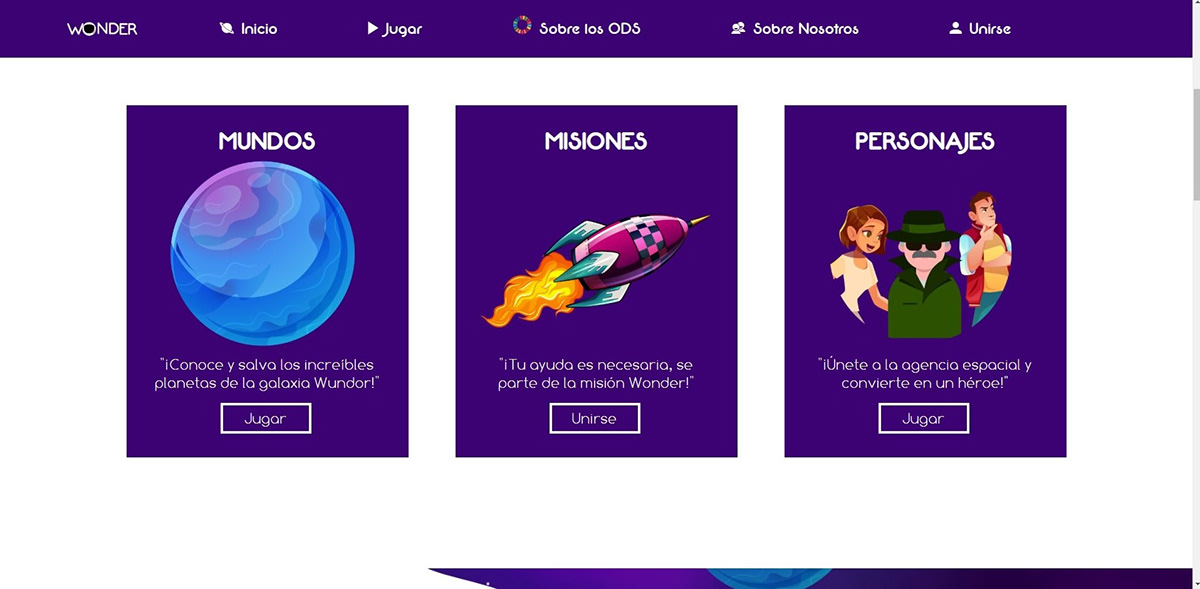 WONDER
Inicio
Jugar
Sobre los ODS
Sobre Nosotros
Unirse
MUNDOS
"¡Conoce y salva los increíbles
planetas de la galaxia Wundor!"
Jugar
MISIONES
"¡Tu ayuda es necesaria, se
parte de la misión Wonder!"
Unirse
PERSONAJES
"¡Únete a la agencia espacial y
convierte en un héroe!"
Jugar